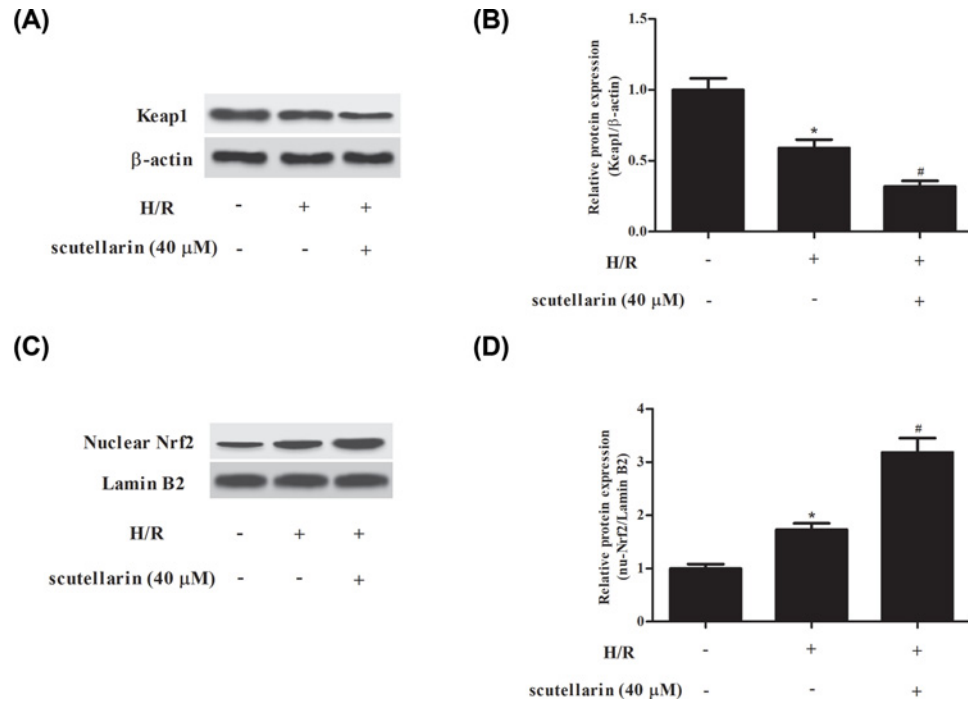 (A)
Keap1
β-actin
H/R - + +
scutellarin (40 μM) - - +
(B)
Relative protein expression
(Keap1/β-actin)
1.5
1.0
0.5
0.0
*
#
H/R - + +
scutellarin (40 μM) - - +
(C)
Nuclear Nrf2
Lamin B2
H/R - + +
scutellarin (40 μM) - - +
(D)
Relative protein expression
(nu-Nrf2/Lamin B2)
4
3
2
1
0
*
#
H/R - + +
scutellarin (40 μM) - - +